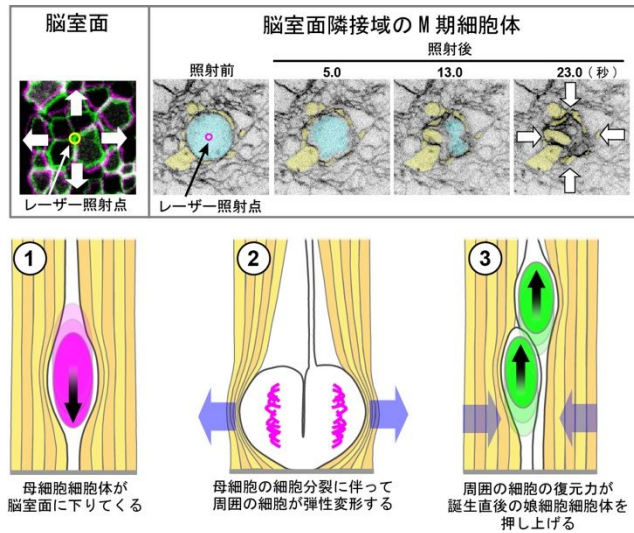 脳室面
脳室面隣接域のM期細胞体
照射後
照射前
5.0
13.0
23.0(秒)
レーザー照射点
レーザー照射点
1
2
3
母細胞細胞体が
脳室面に下りてくる
母細胞の細胞分裂に伴って
周囲の細胞が弾性変形する
周囲の細胞の復元力が
誕生直後の娘細胞細胞体を
押し上げる